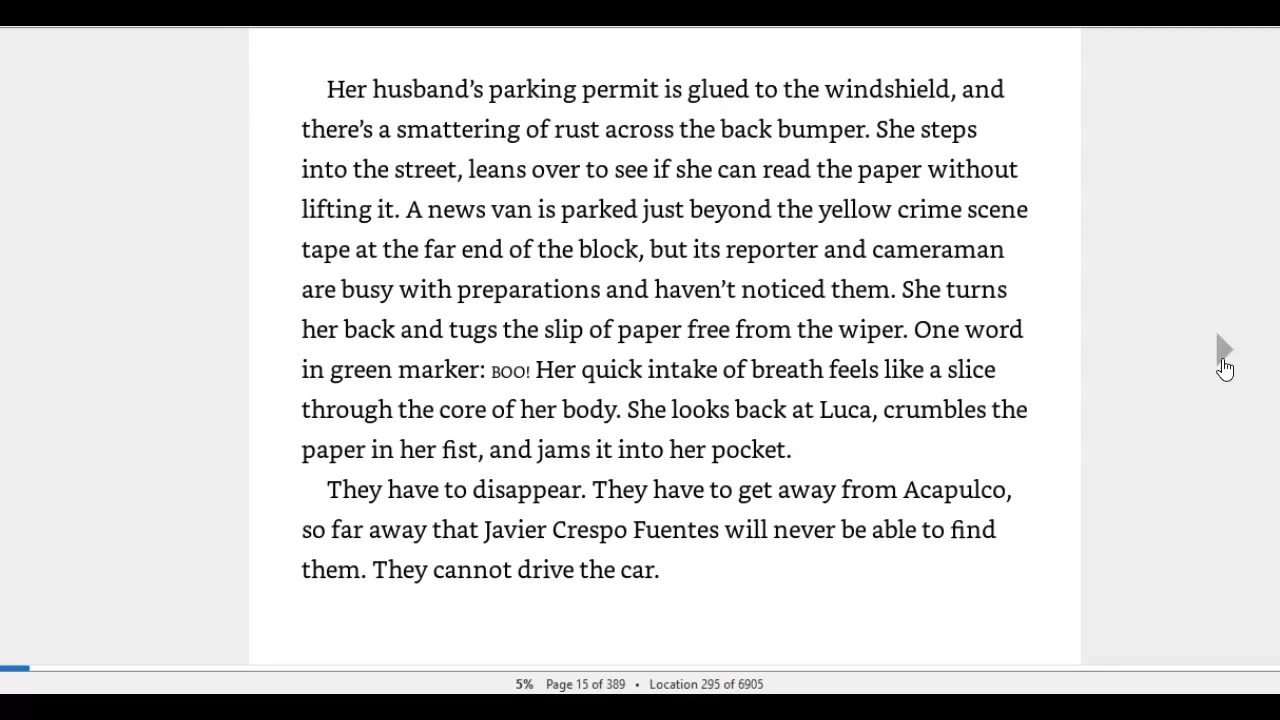 Her husband’s parking permit is glued to the windshield, and
there’s a smattering of rust across the back bumper. She steps
into the street, leans over to see if she can read the paper without
lifting it. A news van is parked just beyond the yellow crime scene
tape at the far end of the block, but its reporter and cameraman
are busy with preparations and haven’t noticed them. She turns
her back and tugs the slip of paper free from the wiper. One word
in green marker: BOO! Her quick intake of breath feels like a slice
through the core of her body. She looks back at Luca, crumbles the
paper in her fist, and jams it into her pocket.
They have to disappear. They have to get away from Acapulco,
so far away that Javier Crespo Fuentes will never be able to find
them. They cannot drive the car.
5% Page 15 of 389 • Location 295 of 6905